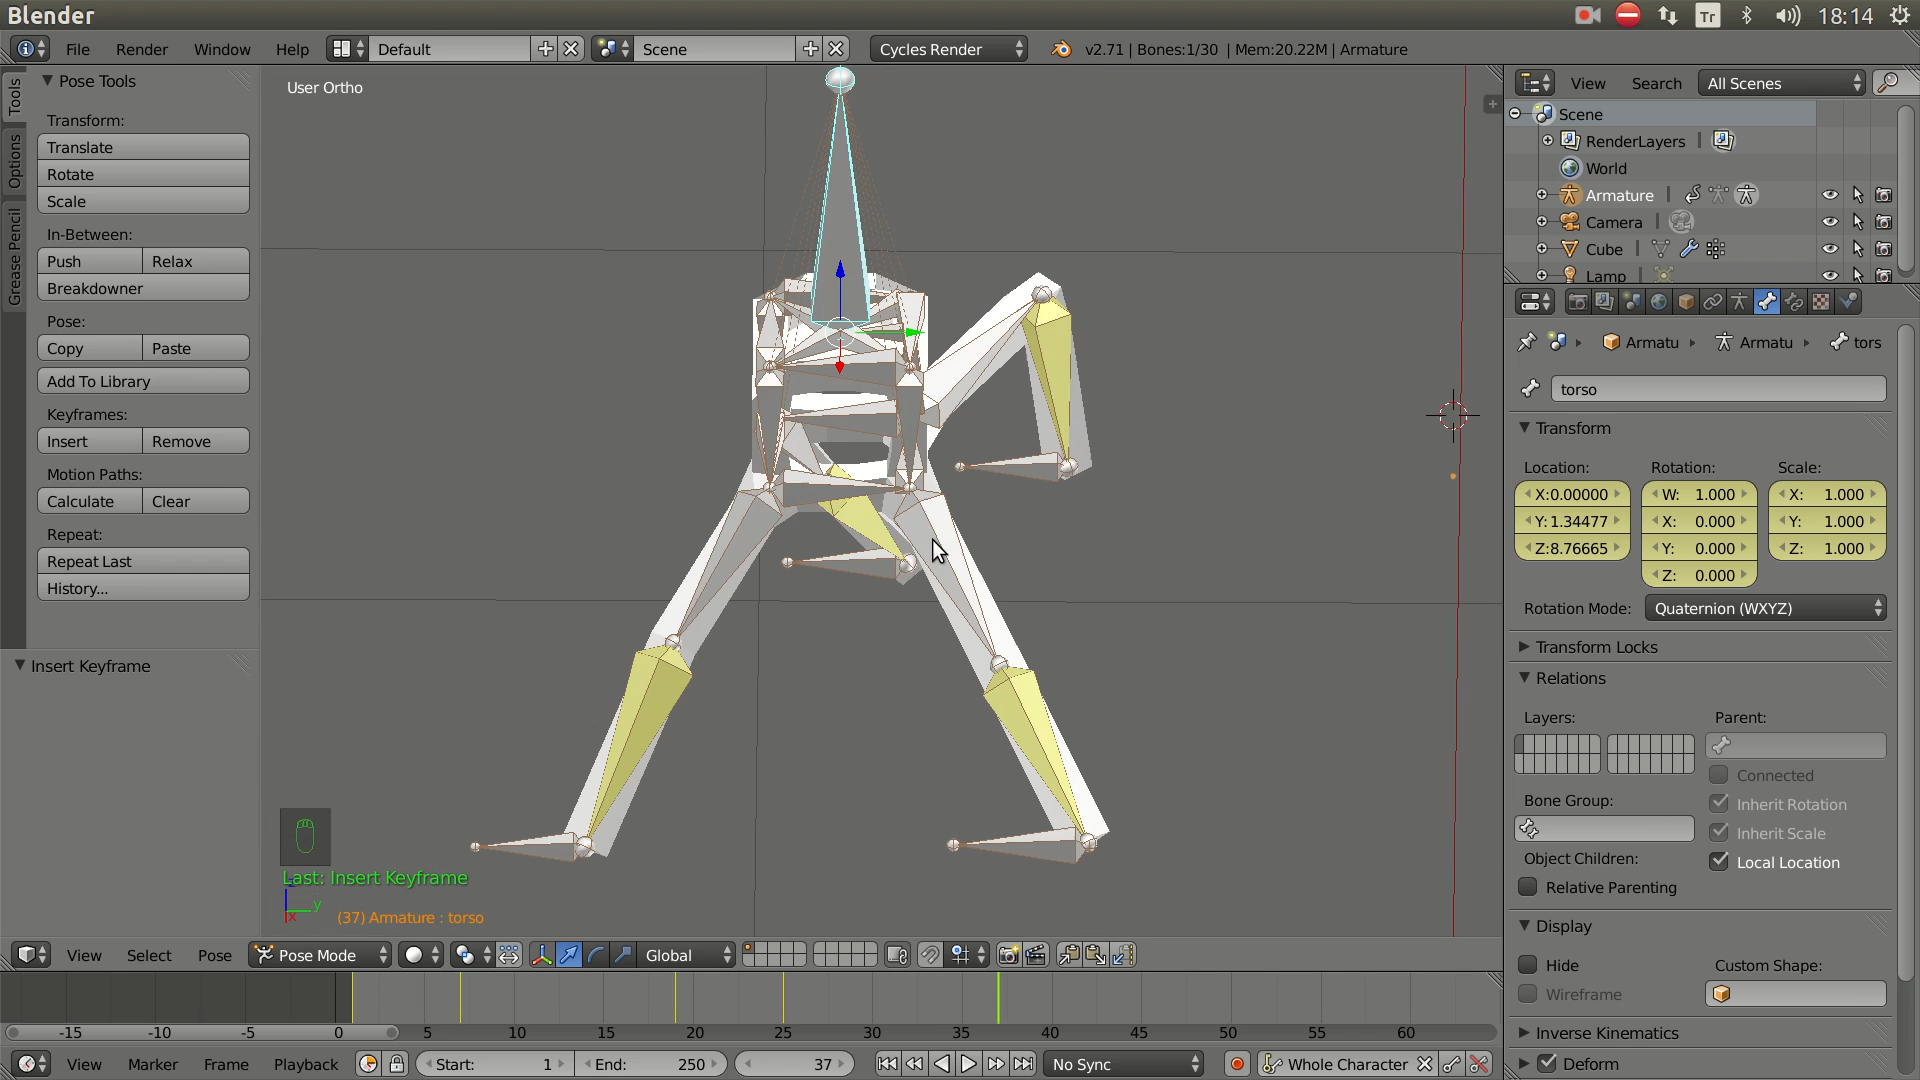 Blender
Tr
18:14
File Render Window Help
Default
Scene
Cycles Render
v2.71 | Bones:1/30 | Mem:20.22M | Armature
Tools
Options
Grease Pencil
Pose Tools
Transform:
Translate
Rotate
Scale
In-Between:
Push Relax
Breakdowner
Pose:
Copy Paste
Add To Library
Keyframes:
Insert Remove
Motion Paths:
Calculate Clear
Repeat:
Repeat Last
History...
Insert Keyframe
User Ortho
Last: Insert Keyframe
y
x
(37) Armature : torso
View Select Pose
Pose Mode
Global
-15 -10 -5 0 5 10 15 20 25 30 35 40 45 50 55 60
View Marker Frame Playback
Start: 1
End: 250
37
No Sync
Whole Character
View Search
All Scenes
Scene
RenderLayers
World
Armature
Camera
Cube
Lamp
Armatu Armatu tors
torso
Transform
Location: Rotation: Scale:
X:0.00000 W: 1.000 X: 1.000
Y: 1.34477 X: 0.000 Y: 1.000
Z:8.76665 Y: 0.000 Z: 1.000
Z: 0.000
Rotation Mode: Quaternion (WXYZ)
Transform Locks
Relations
Layers: Parent:
Connected
Bone Group: Inherit Rotation
Inherit Scale
Object Children: Local Location
Relative Parenting
Display
Hide Custom Shape:
Wireframe
Inverse Kinematics
Deform